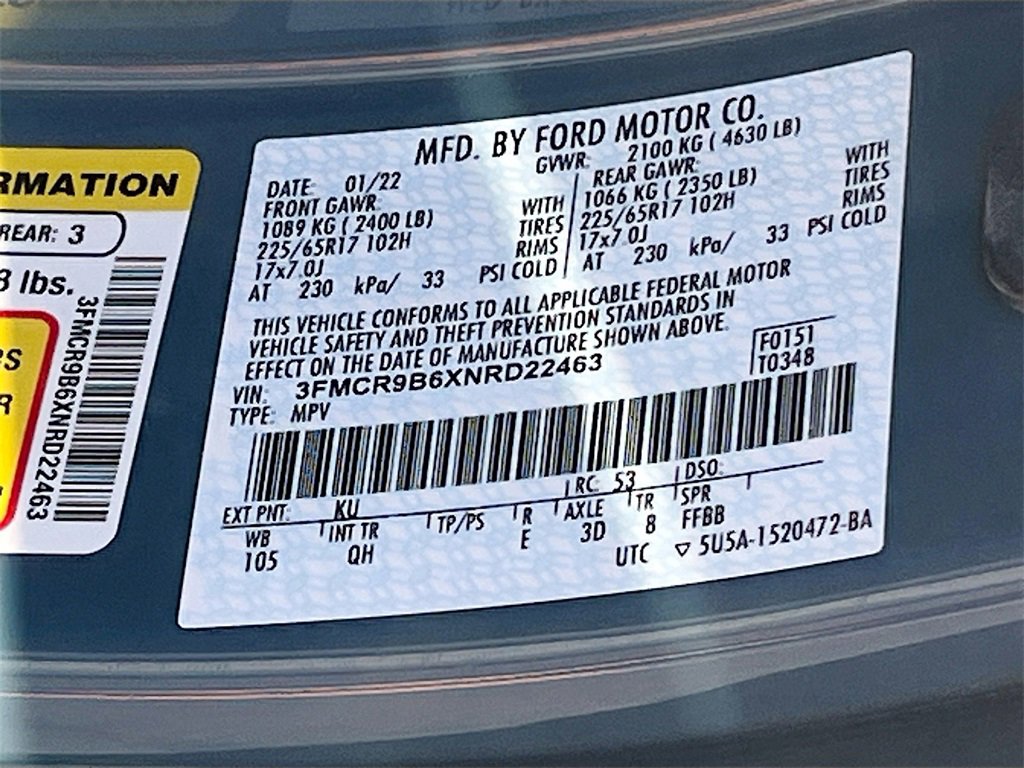 RMATION
REAR: 3
8 lbs.
3FMCR9B6XNRD22463
R
MFD. BY FORD MOTOR CO.
DATE: 01/22 GVWR: 2100 KG ( 4630 LB)
FRONT GAWR: REAR GAWR:
1089 KG ( 2400 LB) WITH 1066 KG ( 2350 LB) WITH
225/65R17 102H TIRES 225/65R17 102H TIRES
17x7.0J RIMS 17x7.0J RIMS
AT 230 kPa/ 33 PSI COLD AT 230 kPa/ 33 PSI COLD
THIS VEHICLE CONFORMS TO ALL APPLICABLE FEDERAL MOTOR
VEHICLE SAFETY AND THEFT PREVENTION STANDARDS IN
EFFECT ON THE DATE OF MANUFACTURE SHOWN ABOVE.
VIN: 3FMCR9B6XNRD22463 F0151
TYPE: MPV T0348
EXT PNT: KU RC: 53 DSO:
WB INT TR TP/PS R AXLE TR SPR
105 QH E 3D 8 FFBB
UTC ▽ 5U5A-1520472-BA